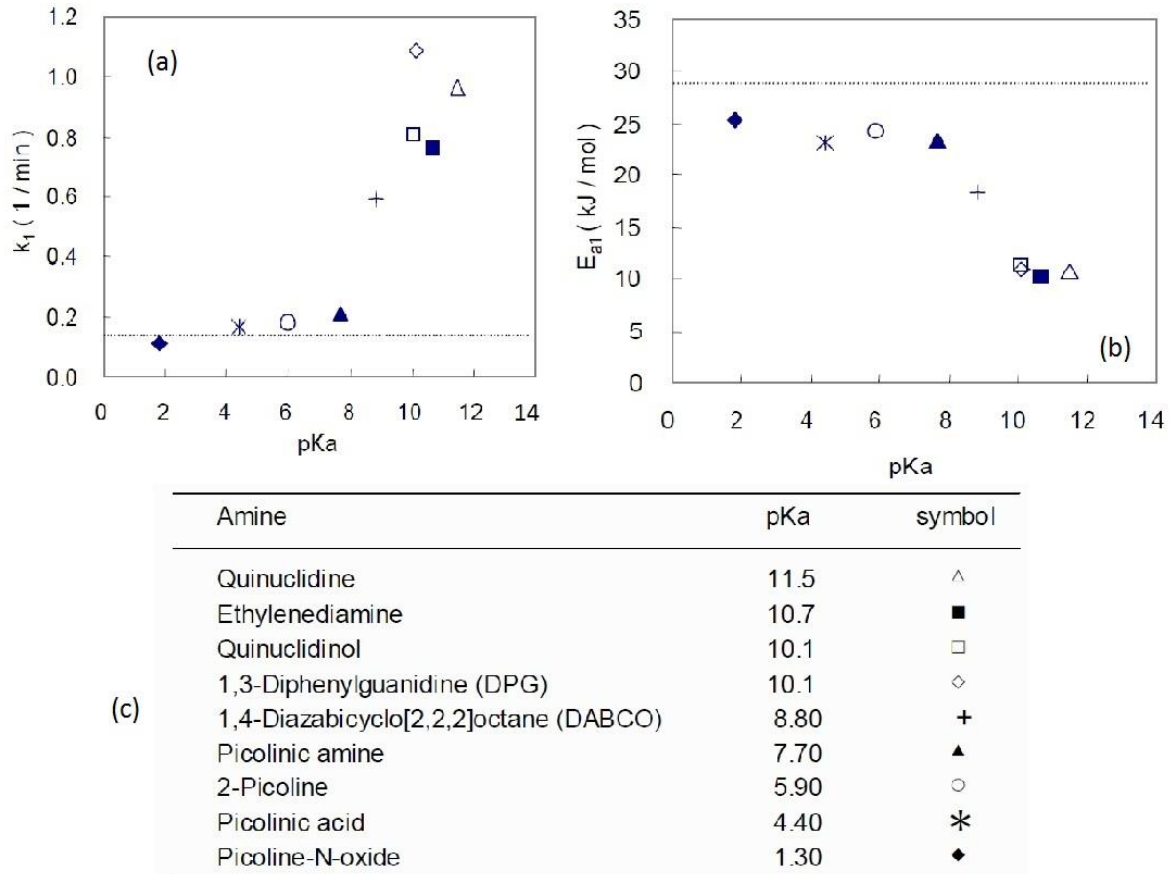 (a)
1.2
1.0
0.8
0.6
0.4
0.2
0.0
k1 ( 1 / min )
0 2 4 6 8 10 12 14
pKa
(b)
35
30
25
20
15
10
5
0
Ea1 ( kJ / mol )
0 2 4 6 8 10 12 14
pKa
(c)
Amine pKa symbol
Quinuclidine 11.5 △
Ethylenediamine 10.7 ■
Quinuclidinol 10.1 □
1,3-Diphenylguanidine (DPG) 10.1 ◇
1,4-Diazabicyclo[2,2,2]octane (DABCO) 8.80 +
Picolinic amine 7.70 ▲
2-Picoline 5.90 ○
Picolinic acid 4.40 ∗
Picoline-N-oxide 1.30 ◆